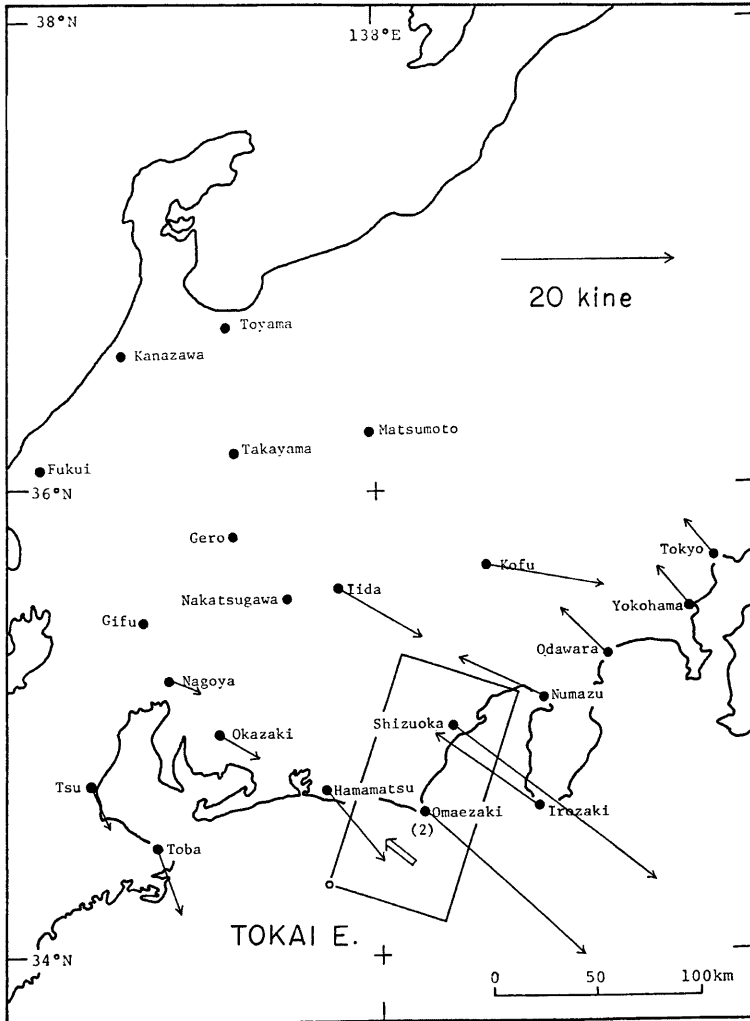 38°N
138°E
20 kine
Toyama
Kanazawa
Matsumoto
Takayama
Fukui
36°N
Gero
Tokyo
Kofu
Iida
Nakatsugawa
Yokohama
Gifu
Odawara
Nagoya
Numazu
Shizuoka
Okazaki
Tsu
Hamamatsu
Omaezaki
Irozaki
(2)
Toba
TOKAI E.
34°N
0 50 100km